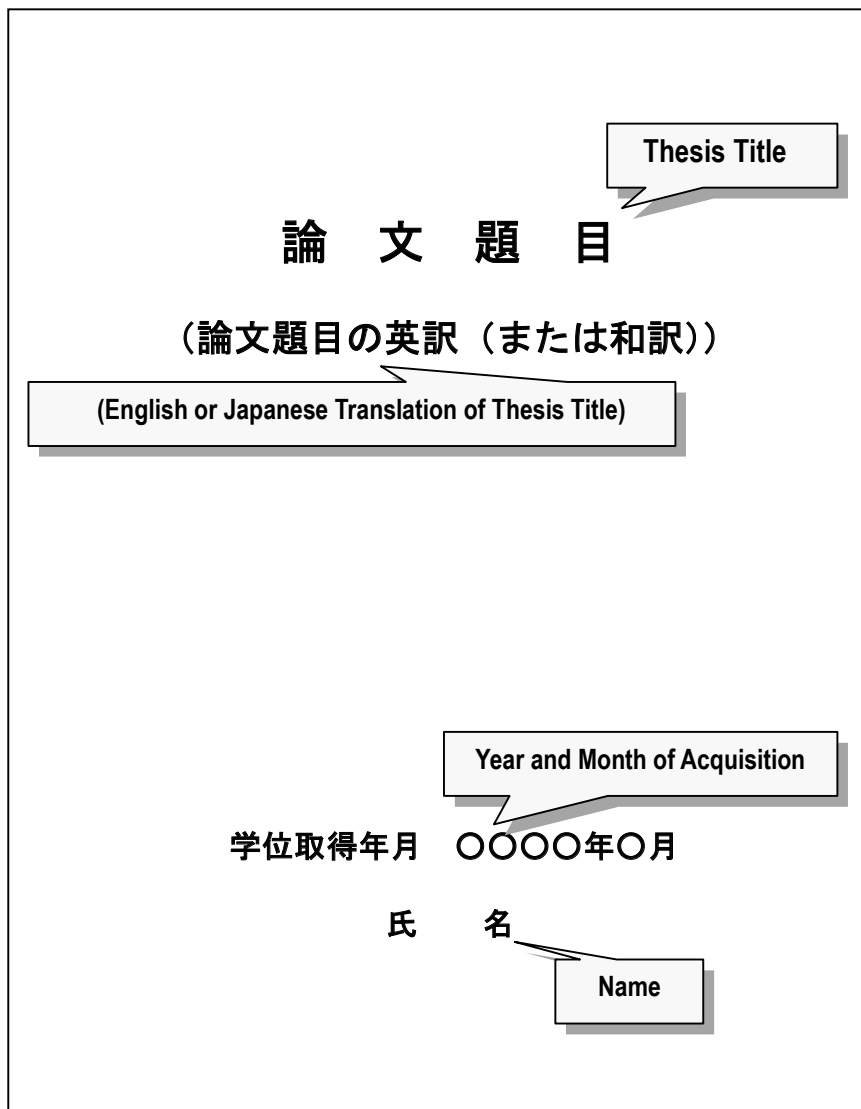 Thesis Title
論 文 題 目
（論文題目の英訳（または和訳））
(English or Japanese Translation of Thesis Title)
Year and Month of Acquisition
学位取得年月　〇〇〇〇年〇月
氏　　名
Name